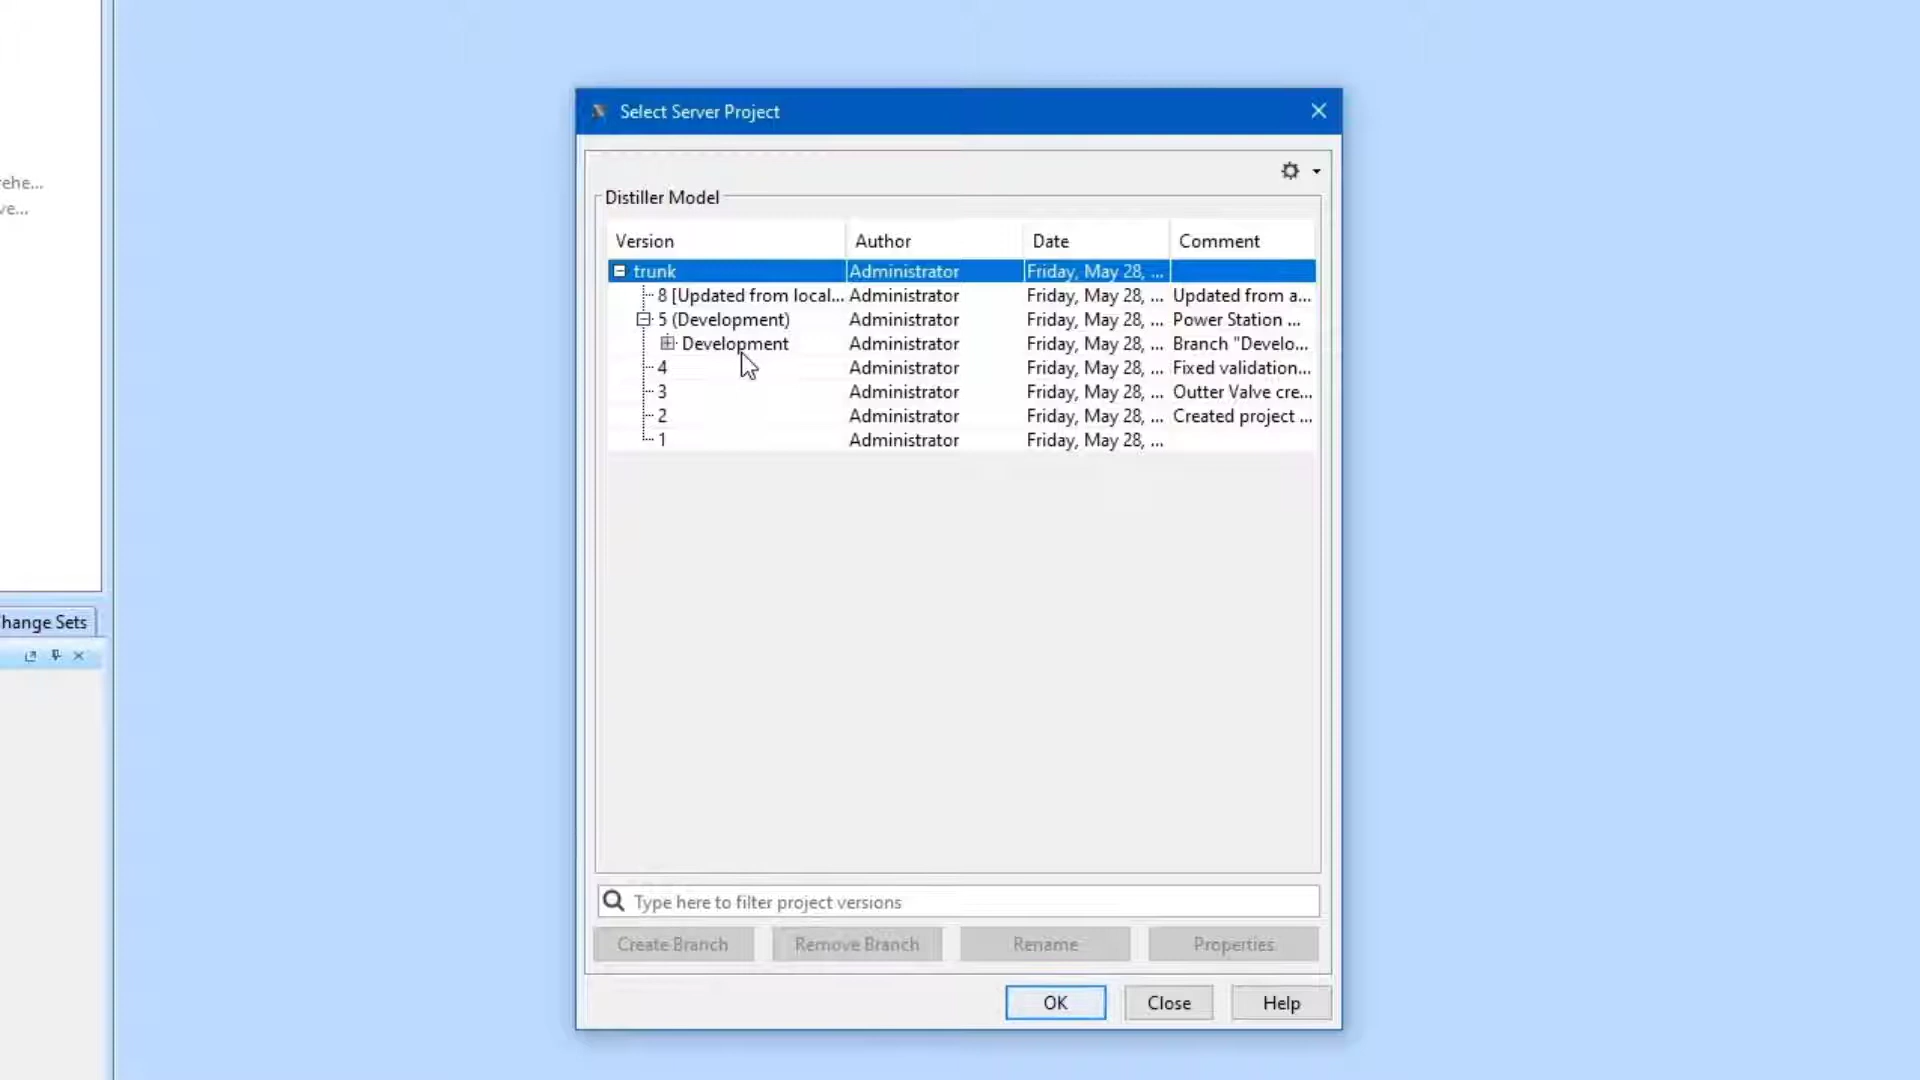 ehe...
ve...
hange Sets
Select Server Project
Distiller Model
Version Author Date Comment
trunk Administrator Friday, May 28, ...
8 [Updated from local... Administrator Friday, May 28, ... Updated from a...
5 (Development) Administrator Friday, May 28, ... Power Station ...
Development Administrator Friday, May 28, ... Branch "Develo...
4 Administrator Friday, May 28, ... Fixed validation...
3 Administrator Friday, May 28, ... Outter Valve cre...
2 Administrator Friday, May 28, ... Created project ...
1 Administrator Friday, May 28, ...
Type here to filter project versions
Create Branch Remove Branch Rename Properties
OK Close Help